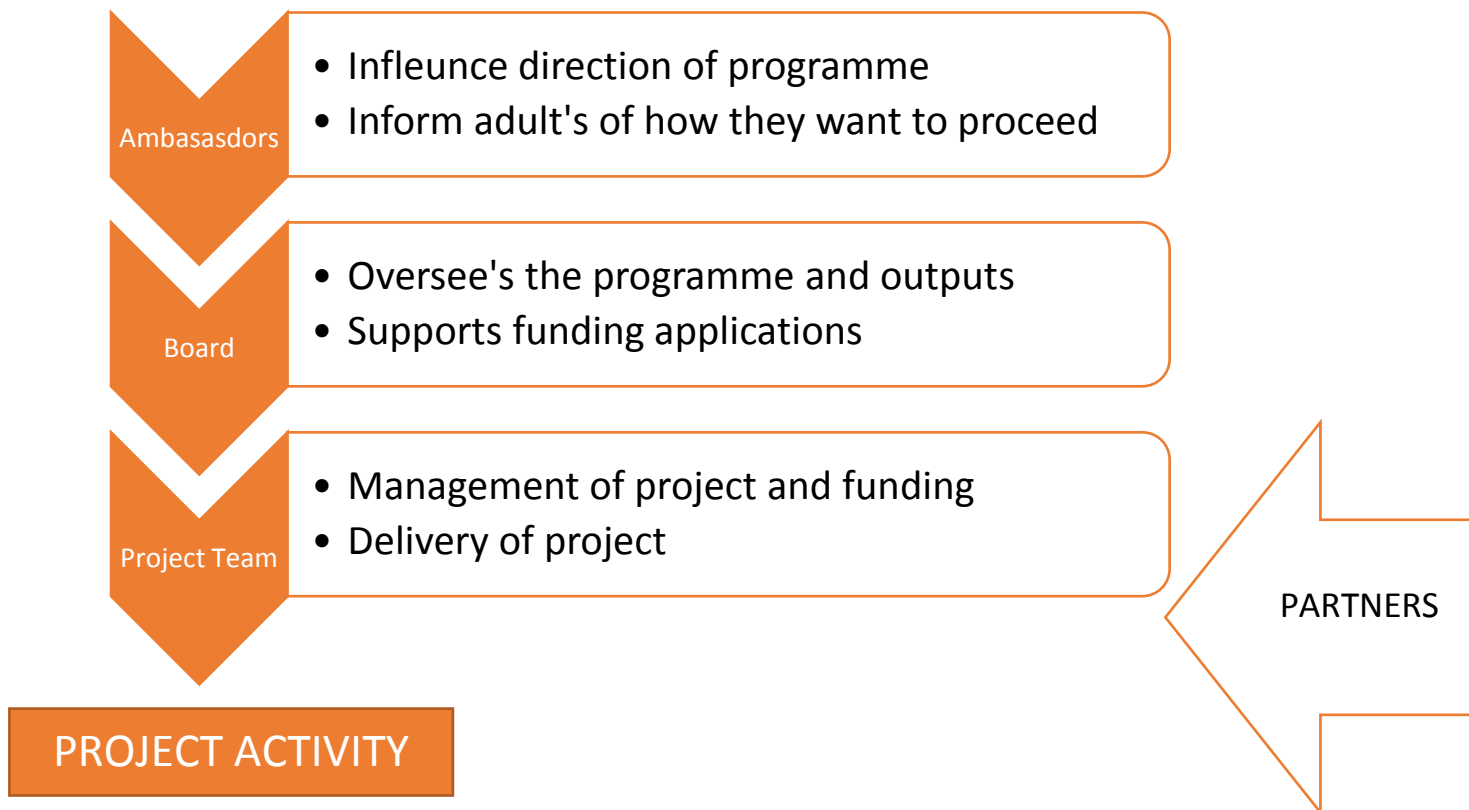 Ambasasdors
• Infleunce direction of programme
• Inform adult's of how they want to proceed
Board
• Oversee's the programme and outputs
• Supports funding applications
Project Team
• Management of project and funding
• Delivery of project
PARTNERS
PROJECT ACTIVITY